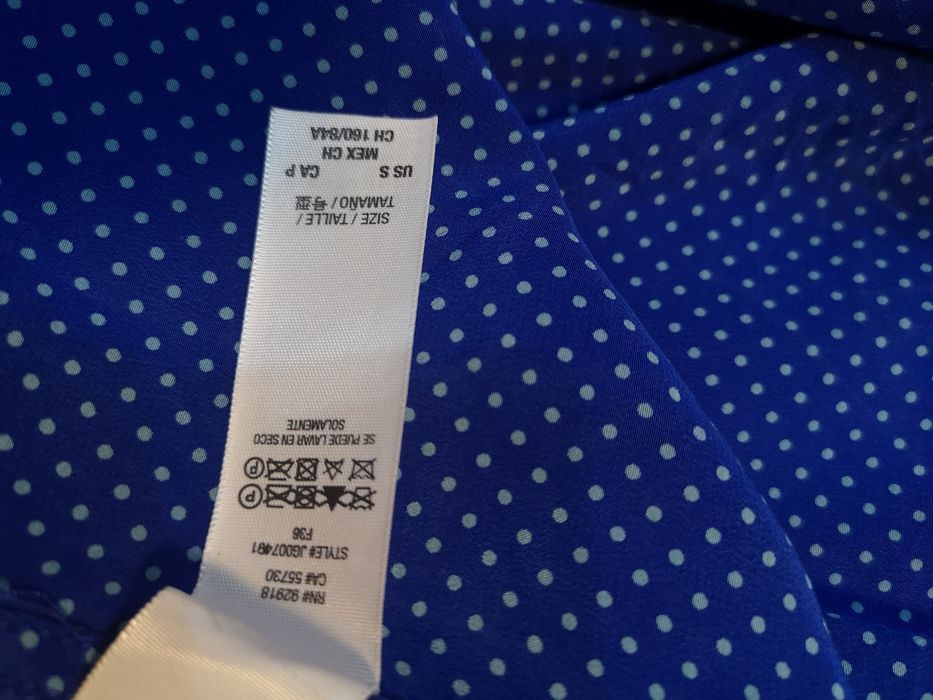 RN# 92918
CA# 55730
STYLE# JG007491
F36
SE PUEDE LAVAR EN SECO
SOLAMENTE
SIZE / TAILLE /
TAMAÑO / 号型
US S CA P
MEX CH
CH 160/84A